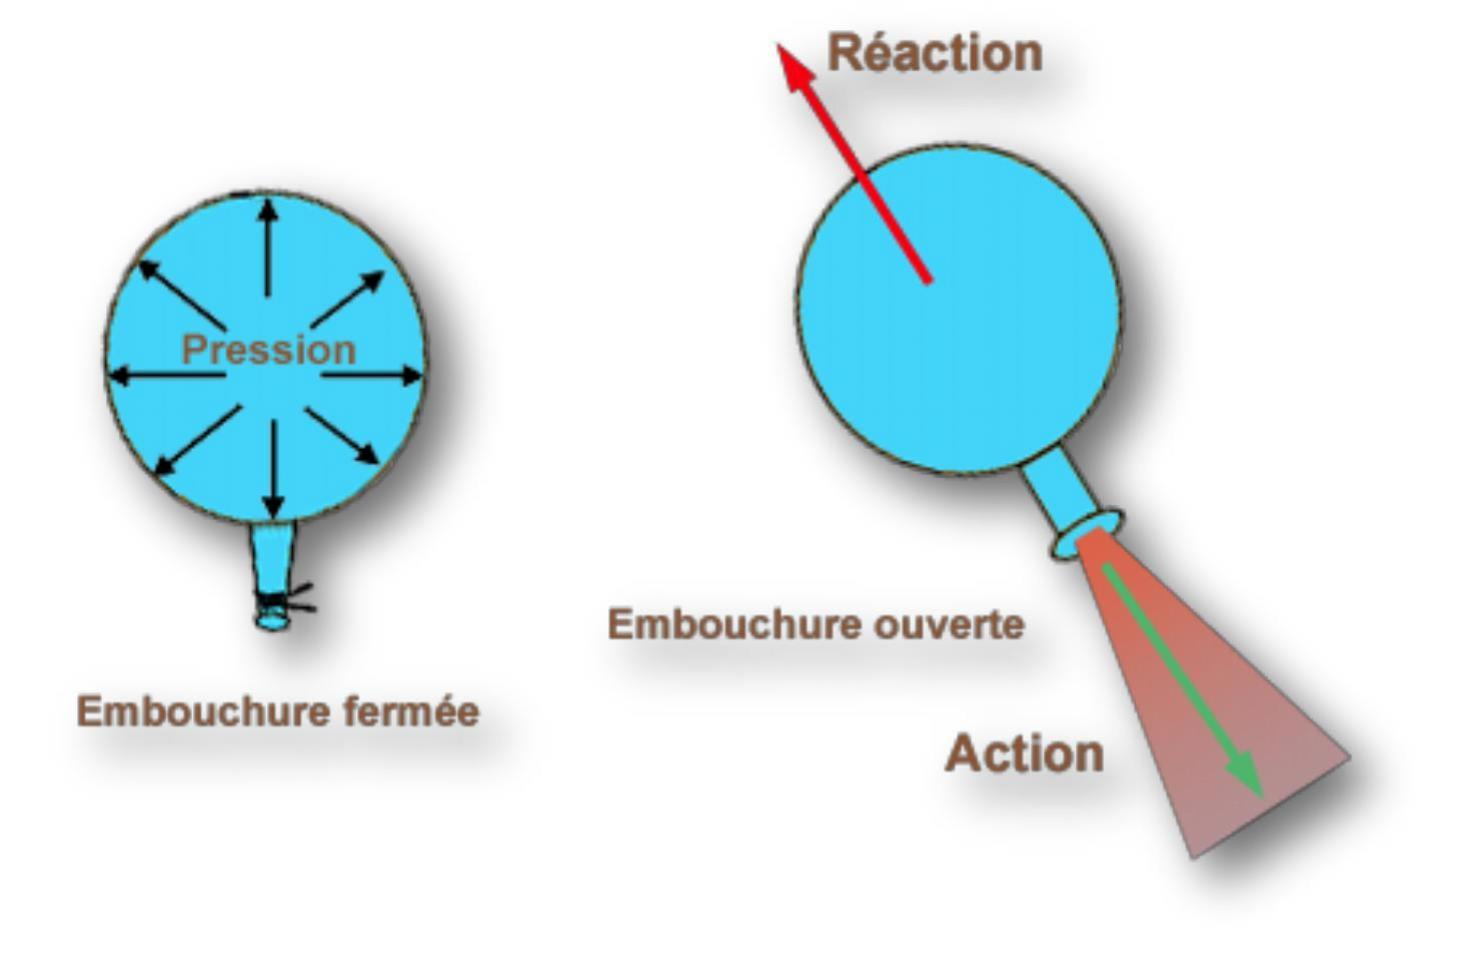 Réaction
Pression
Embouchure ouverte
Embouchure fermée
Action